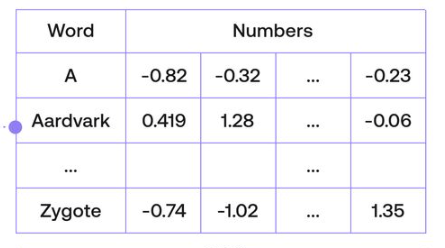 Word Numbers
A -0.82 -0.32 ... -0.23
Aardvark 0.419 1.28 ... -0.06
... ...
Zygote -0.74 -1.02 ... 1.35